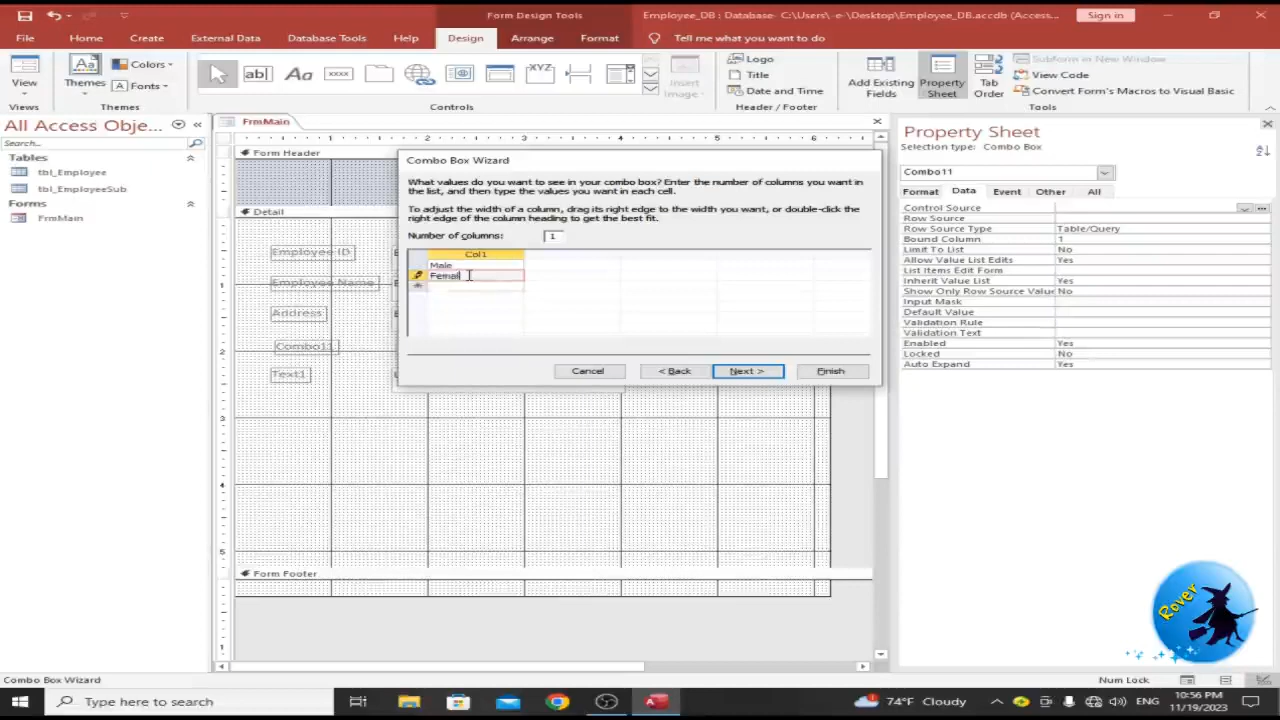 Form Design Tools
Employee_DB : Database- C:\Users\ -e-\Desktop\Employee_DB.accdb (Access...
Sign in
File Home Create External Data Database Tools Help Design Arrange Format Tell me what you want to do
View
Views
Themes
Colors
Fonts
Themes
ab|
Aa
XYZ
Controls
Insert
Image
Logo
Title
Date and Time
Header / Footer
Add Existing
Fields
Property
Sheet
Tab
Order
Subform in New Window
View Code
Convert Form's Macros to Visual Basic
Tools
All Access Obje...
Search...
Tables
tbl_Employee
tbl_EmployeeSub
Forms
FrmMain
FrmMain
Form Header
Detail
Employee ID
Employee Name
Address
Combo11
Text1
Form Footer
Combo Box Wizard
What values do you want to see in your combo box? Enter the number of columns you want in
the list, and then type the values you want in each cell.
To adjust the width of a column, drag its right edge to the width you want, or double-click the
right edge of the column heading to get the best fit.
Number of columns: 1
Col1
Male
Femal
Cancel < Back Next > Finish
Property Sheet
Selection type: Combo Box
Combo11
Format Data Event Other All
Control Source
Row Source
Row Source Type Table/Query
Bound Column 1
Limit To List No
Allow Value List Edits Yes
List Items Edit Form
Inherit Value List Yes
Show Only Row Source Value No
Input Mask
Default Value
Validation Rule
Validation Text
Enabled Yes
Locked No
Auto Expand Yes
Rover
Combo Box Wizard
Num Lock
Type here to search
74°F Cloudy
ENG
10:56 PM
11/19/2023